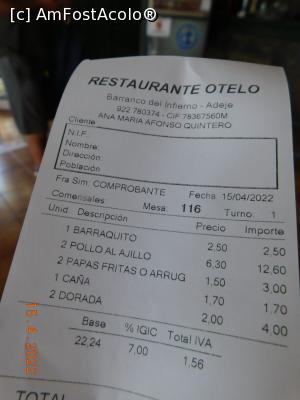 [c] AmFostAcolo®
RESTAURANTE OTELO
Barranco del Infierno - Adeje
922 780374 - CIF 78367560M
ANA MARIA AFONSO QUINTERO
Cliente
N.I.F.
Nombre:
Dirección:
Población
Fra Sim: COMPROBANTE Fecha 15/04/2022
Comensales Mesa: 116 Turno: 1
Unid. Descripción Precio Importe
1 BARRAQUITO 2,50 2,50
2 POLLO AL AJILLO 6,30 12,60
2 PAPAS FRITAS O ARRUG 1,50 3,00
1 CAÑA 1,70 1,70
2 DORADA 2,00 4,00
Base % IGIC Total IVA
22,24 7,00 1,56
TOTAL